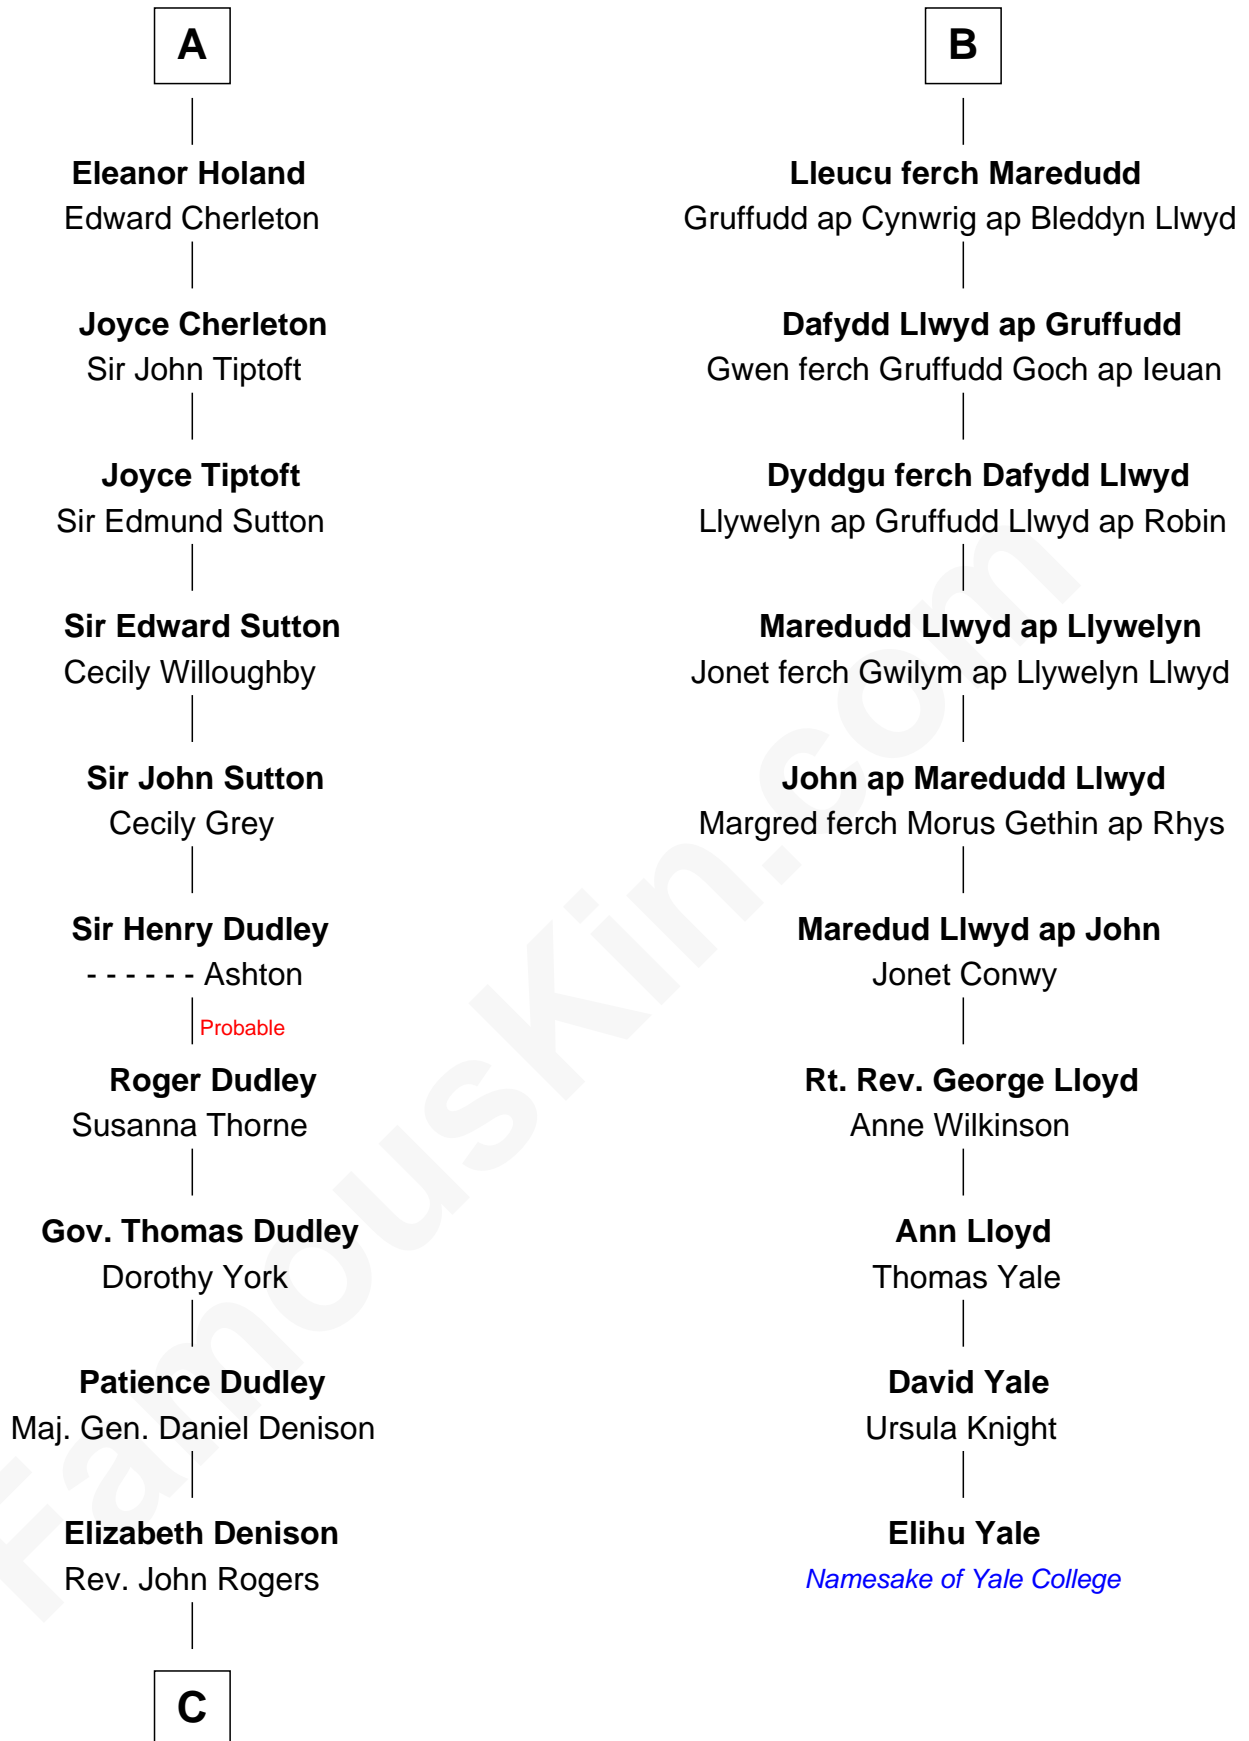 A
Eleanor Holand
Edward Cherleton
Joyce Cherleton
Sir John Tiptoft
Joyce Tiptoft
Sir Edmund Sutton
Sir Edward Sutton
Cecily Willoughby
Sir John Sutton
Cecily Grey
Sir Henry Dudley
- - - - - - Ashton
Probable
Roger Dudley
Susanna Thorne
Gov. Thomas Dudley
Dorothy York
Patience Dudley
Maj. Gen. Daniel Denison
Elizabeth Denison
Rev. John Rogers
C
B
Lleucu ferch Maredudd
Gruffudd ap Cynwrig ap Bleddyn Llwyd
Dafydd Llwyd ap Gruffudd
Gwen ferch Gruffudd Goch ap Ieuan
Dyddgu ferch Dafydd Llwyd
Llywelyn ap Gruffudd Llwyd ap Robin
Maredudd Llwyd ap Llywelyn
Jonet ferch Gwilym ap Llywelyn Llwyd
John ap Maredudd Llwyd
Margred ferch Morus Gethin ap Rhys
Maredud Llwyd ap John
Jonet Conwy
Rt. Rev. George Lloyd
Anne Wilkinson
Ann Lloyd
Thomas Yale
David Yale
Ursula Knight
Elihu Yale
Namesake of Yale College
FamousKin.com